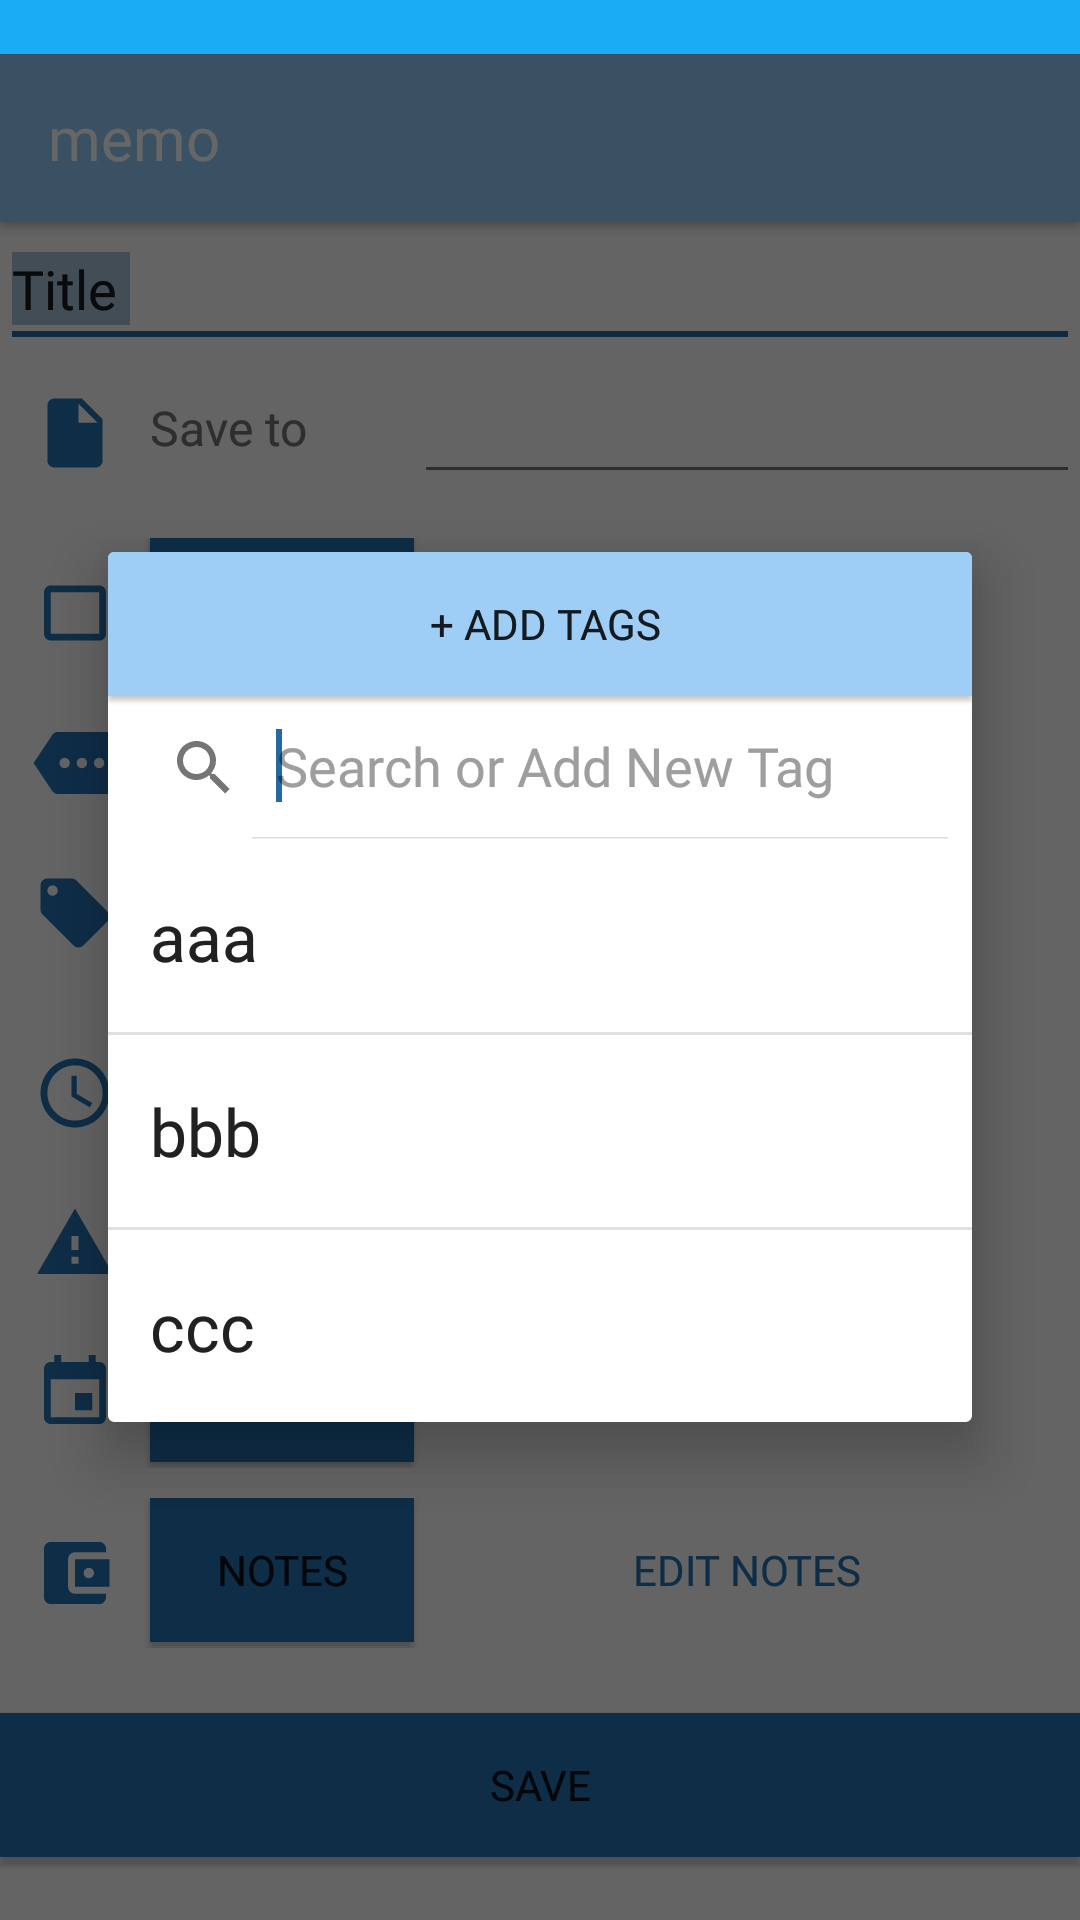 memo
Title
Save to
+ ADD TAGS
Search or Add New Tag
aaa
bbb
ccc
NOTES
EDIT NOTES
SAVE